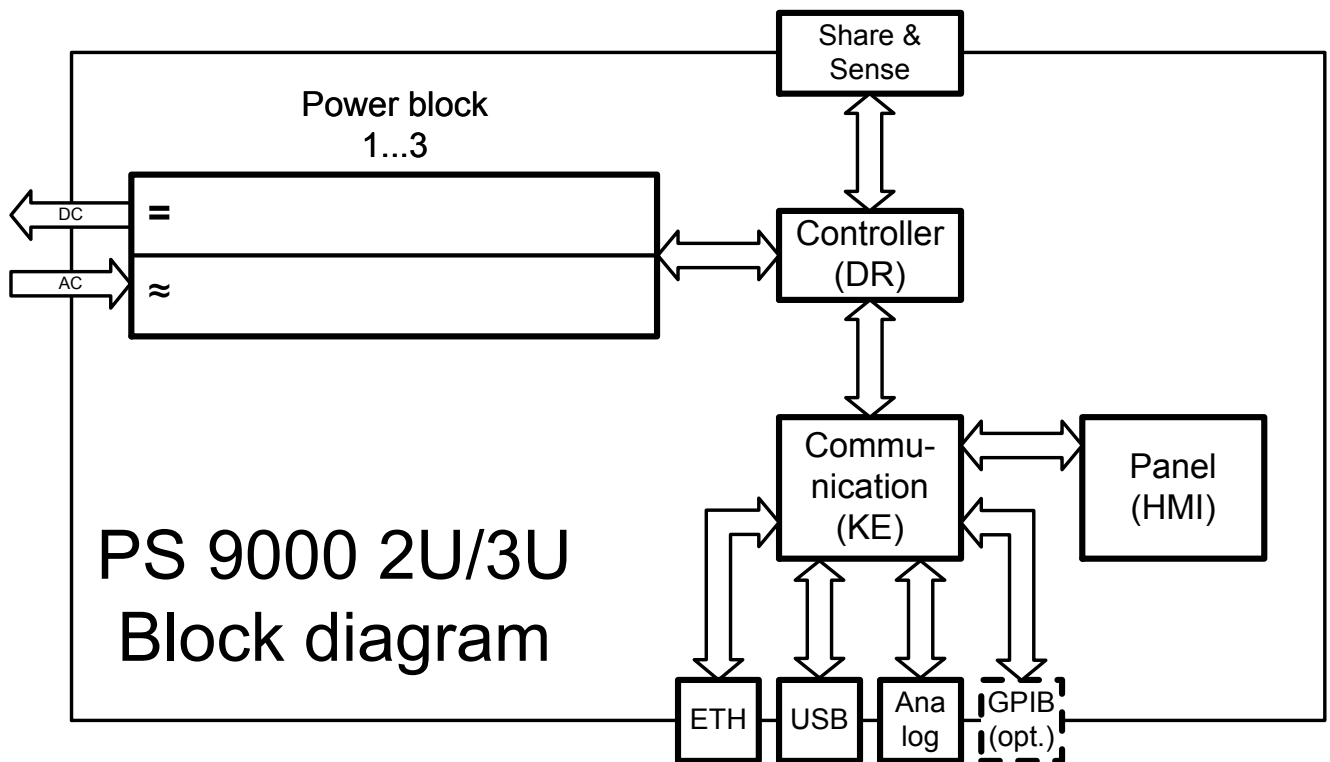 Share &
Sense
Power block
1...3
DC
=
Controller
(DR)
AC
≈
Commu-
nication
(KE)
Panel
(HMI)
PS 9000 2U/3U
Block diagram
ETH
USB
Ana
log
GPIB
(opt.)